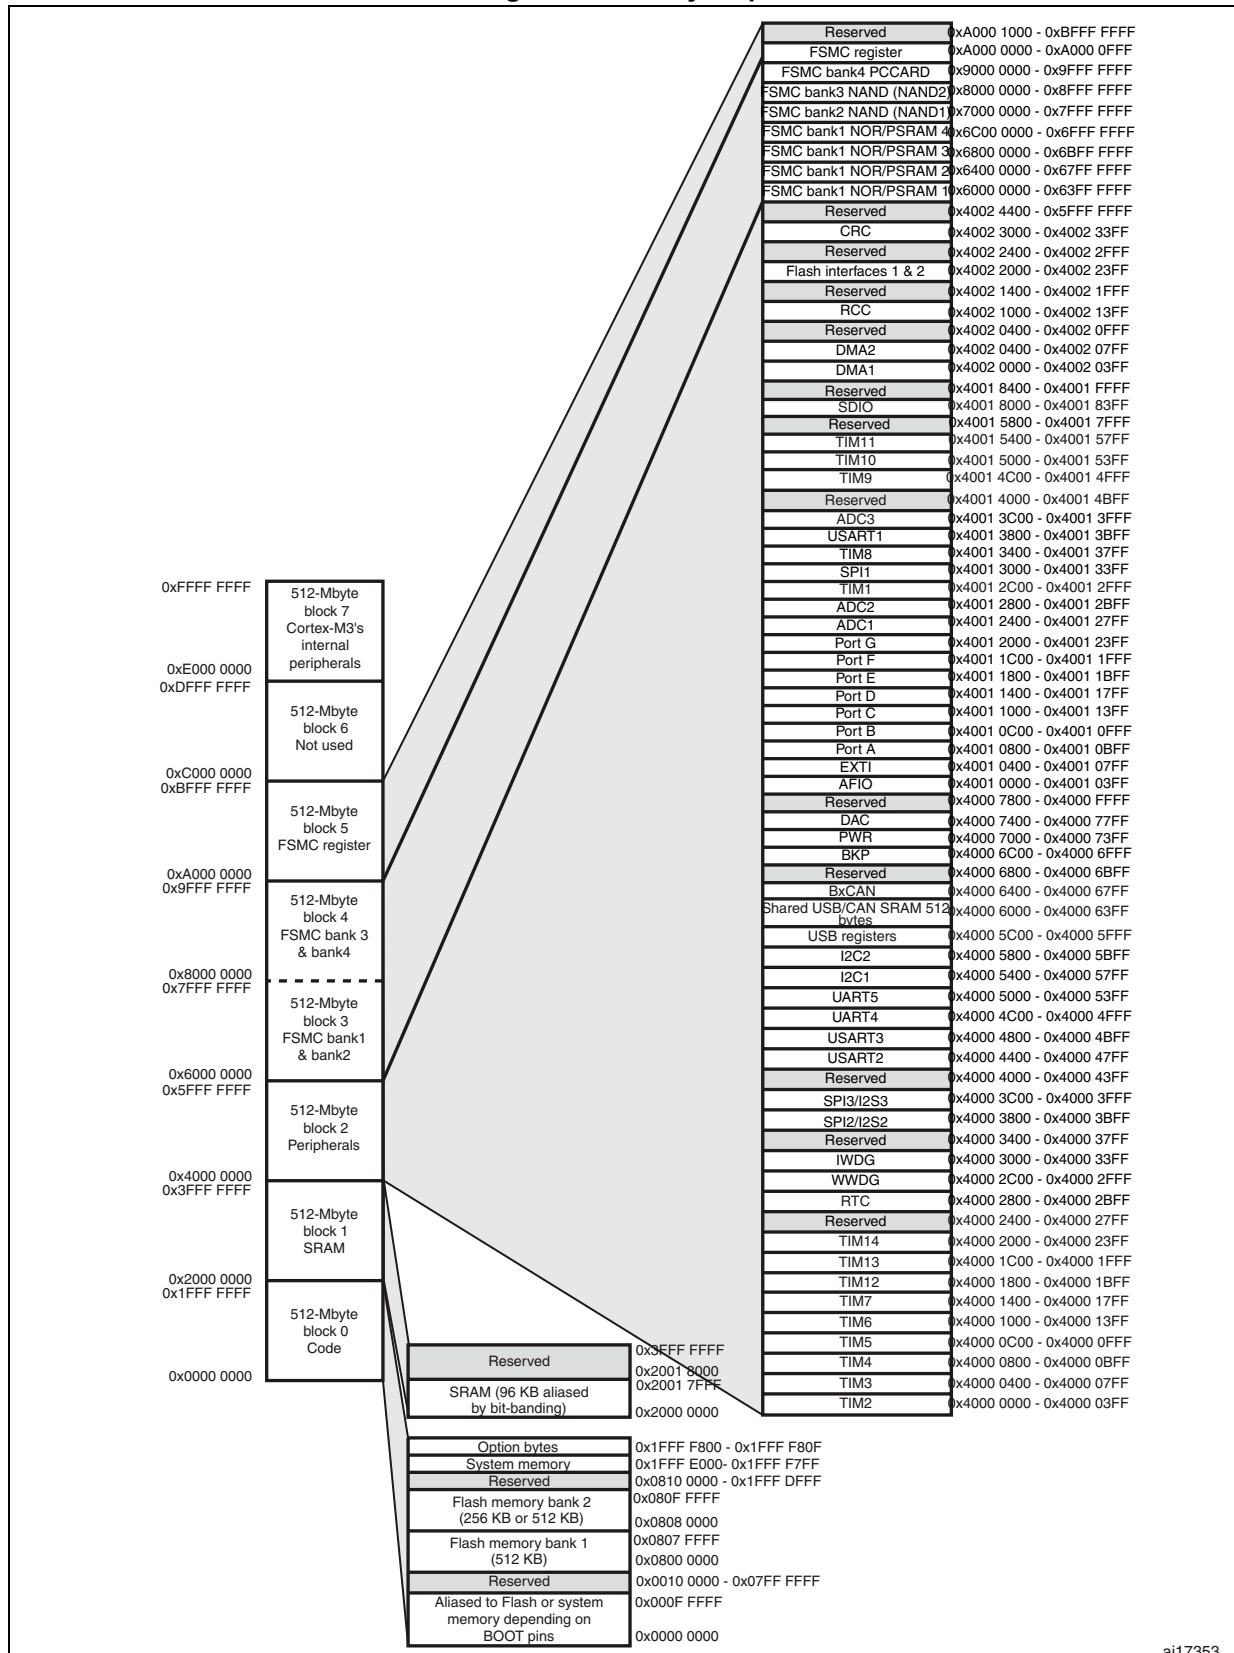 Reserved 0xA000 1000 - 0xBFFF FFFF
FSMC register 0xA000 0000 - 0xA000 0FFF
FSMC bank4 PCCARD 0x9000 0000 - 0x9FFF FFFF
FSMC bank3 NAND (NAND2) 0x8000 0000 - 0x8FFF FFFF
FSMC bank2 NAND (NAND1) 0x7000 0000 - 0x7FFF FFFF
FSMC bank1 NOR/PSRAM 4 0x6C00 0000 - 0x6FFF FFFF
FSMC bank1 NOR/PSRAM 3 0x6800 0000 - 0x6BFF FFFF
FSMC bank1 NOR/PSRAM 2 0x6400 0000 - 0x67FF FFFF
FSMC bank1 NOR/PSRAM 1 0x6000 0000 - 0x63FF FFFF
Reserved 0x4002 4400 - 0x5FFF FFFF
CRC 0x4002 3000 - 0x4002 33FF
Reserved 0x4002 2400 - 0x4002 2FFF
Flash interfaces 1 & 2 0x4002 2000 - 0x4002 23FF
Reserved 0x4002 1400 - 0x4002 1FFF
RCC 0x4002 1000 - 0x4002 13FF
Reserved 0x4002 0400 - 0x4002 0FFF
DMA2 0x4002 0400 - 0x4002 07FF
DMA1 0x4002 0000 - 0x4002 03FF
Reserved 0x4001 8400 - 0x4001 FFFF
SDIO 0x4001 8000 - 0x4001 83FF
Reserved 0x4001 5800 - 0x4001 7FFF
TIM11 0x4001 5400 - 0x4001 57FF
TIM10 0x4001 5000 - 0x4001 53FF
TIM9 0x4001 4C00 - 0x4001 4FFF
Reserved 0x4001 4000 - 0x4001 4BFF
ADC3 0x4001 3C00 - 0x4001 3FFF
USART1 0x4001 3800 - 0x4001 3BFF
TIM8 0x4001 3400 - 0x4001 37FF
SPI1 0x4001 3000 - 0x4001 33FF
TIM1 0x4001 2C00 - 0x4001 2FFF
ADC2 0x4001 2800 - 0x4001 2BFF
ADC1 0x4001 2400 - 0x4001 27FF
Port G 0x4001 2000 - 0x4001 23FF
Port F 0x4001 1C00 - 0x4001 1FFF
Port E 0x4001 1800 - 0x4001 1BFF
Port D 0x4001 1400 - 0x4001 17FF
Port C 0x4001 1000 - 0x4001 13FF
Port B 0x4001 0C00 - 0x4001 0FFF
Port A 0x4001 0800 - 0x4001 0BFF
EXTI 0x4001 0400 - 0x4001 07FF
AFIO 0x4001 0000 - 0x4001 03FF
Reserved 0x4000 7800 - 0x4000 FFFF
DAC 0x4000 7400 - 0x4000 77FF
PWR 0x4000 7000 - 0x4000 73FF
BKP 0x4000 6C00 - 0x4000 6FFF
Reserved 0x4000 6800 - 0x4000 6BFF
BxCAN 0x4000 6400 - 0x4000 67FF
Shared USB/CAN SRAM 512 0x4000 6000 - 0x4000 63FF
bytes
USB registers 0x4000 5C00 - 0x4000 5FFF
I2C2 0x4000 5800 - 0x4000 5BFF
I2C1 0x4000 5400 - 0x4000 57FF
UART5 0x4000 5000 - 0x4000 53FF
UART4 0x4000 4C00 - 0x4000 4FFF
USART3 0x4000 4800 - 0x4000 4BFF
USART2 0x4000 4400 - 0x4000 47FF
Reserved 0x4000 4000 - 0x4000 43FF
SPI3/I2S3 0x4000 3C00 - 0x4000 3FFF
SPI2/I2S2 0x4000 3800 - 0x4000 3BFF
Reserved 0x4000 3400 - 0x4000 37FF
IWDG 0x4000 3000 - 0x4000 33FF
WWDG 0x4000 2C00 - 0x4000 2FFF
RTC 0x4000 2800 - 0x4000 2BFF
Reserved 0x4000 2400 - 0x4000 27FF
TIM14 0x4000 2000 - 0x4000 23FF
TIM13 0x4000 1C00 - 0x4000 1FFF
TIM12 0x4000 1800 - 0x4000 1BFF
TIM7 0x4000 1400 - 0x4000 17FF
TIM6 0x4000 1000 - 0x4000 13FF
TIM5 0x4000 0C00 - 0x4000 0FFF
TIM4 0x4000 0800 - 0x4000 0BFF
TIM3 0x4000 0400 - 0x4000 07FF
TIM2 0x4000 0000 - 0x4000 03FF
0xFFFF FFFF
512-Mbyte
block 7
Cortex-M3's
internal
peripherals
0xE000 0000
0xDFFF FFFF
512-Mbyte
block 6
Not used
0xC000 0000
0xBFFF FFFF
512-Mbyte
block 5
FSMC register
0xA000 0000
0x9FFF FFFF
512-Mbyte
block 4
FSMC bank 3
& bank4
0x8000 0000
0x7FFF FFFF
512-Mbyte
block 3
FSMC bank1
& bank2
0x6000 0000
0x5FFF FFFF
512-Mbyte
block 2
Peripherals
0x4000 0000
0x3FFF FFFF
512-Mbyte
block 1
SRAM
0x2000 0000
0x1FFF FFFF
512-Mbyte
block 0
Code
0x0000 0000
0x3FFF FFFF
Reserved
0x2001 8000
0x2001 7FFF
SRAM (96 KB aliased
by bit-banding)
0x2000 0000
Option bytes 0x1FFF F800 - 0x1FFF F80F
System memory 0x1FFF E000- 0x1FFF F7FF
Reserved 0x0810 0000 - 0x1FFF DFFF
Flash memory bank 2 0x080F FFFF
(256 KB or 512 KB) 0x0808 0000
Flash memory bank 1 0x0807 FFFF
(512 KB) 0x0800 0000
Reserved 0x0010 0000 - 0x07FF FFFF
Aliased to Flash or system 0x000F FFFF
memory depending on
BOOT pins 0x0000 0000
ai17353